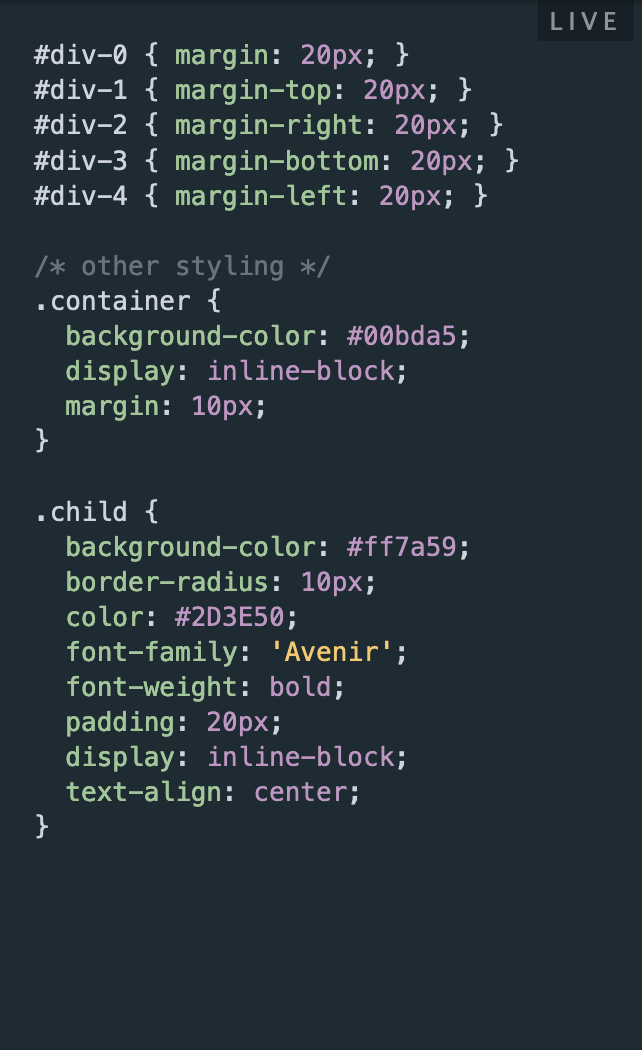 LIVE
#div-0 { margin: 20px; }
#div-1 { margin-top: 20px; }
#div-2 { margin-right: 20px; }
#div-3 { margin-bottom: 20px; }
#div-4 { margin-left: 20px; }

/* other styling */
.container {
  background-color: #00bda5;
  display: inline-block;
  margin: 10px;
}

.child {
  background-color: #ff7a59;
  border-radius: 10px;
  color: #2D3E50;
  font-family: 'Avenir';
  font-weight: bold;
  padding: 20px;
  display: inline-block;
  text-align: center;
}